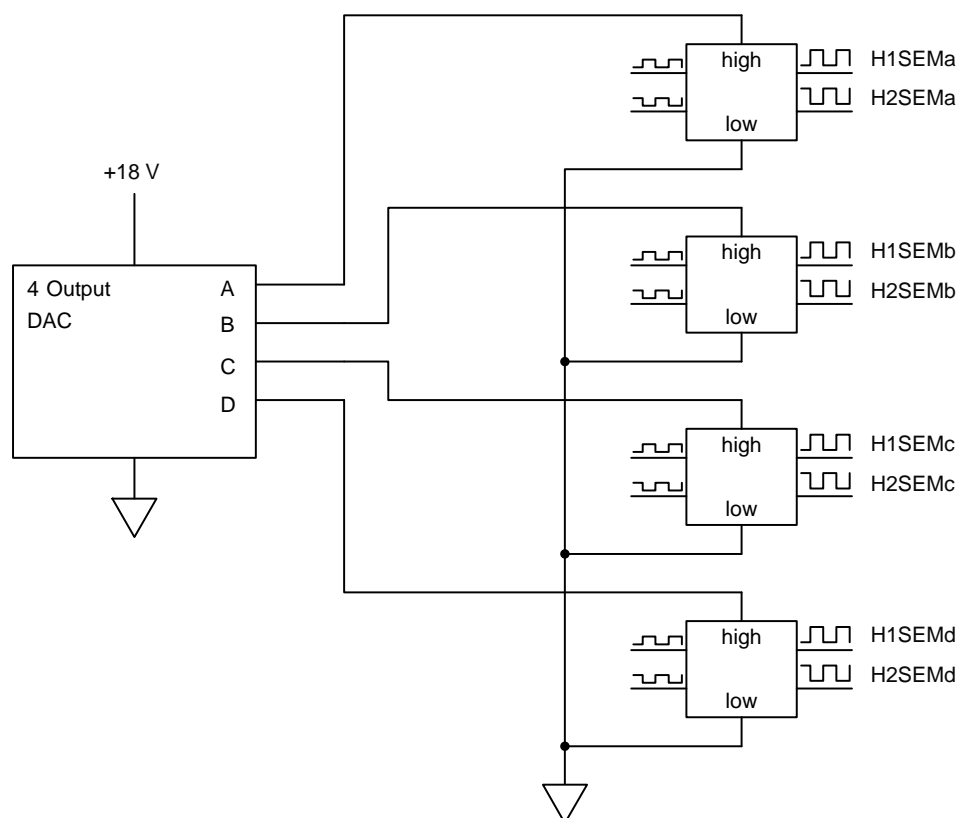 high
low
H1SEMa
H2SEMa
+18 V
4 Output
DAC
A
B
C
D
high
low
H1SEMb
H2SEMb
high
low
H1SEMc
H2SEMc
high
low
H1SEMd
H2SEMd